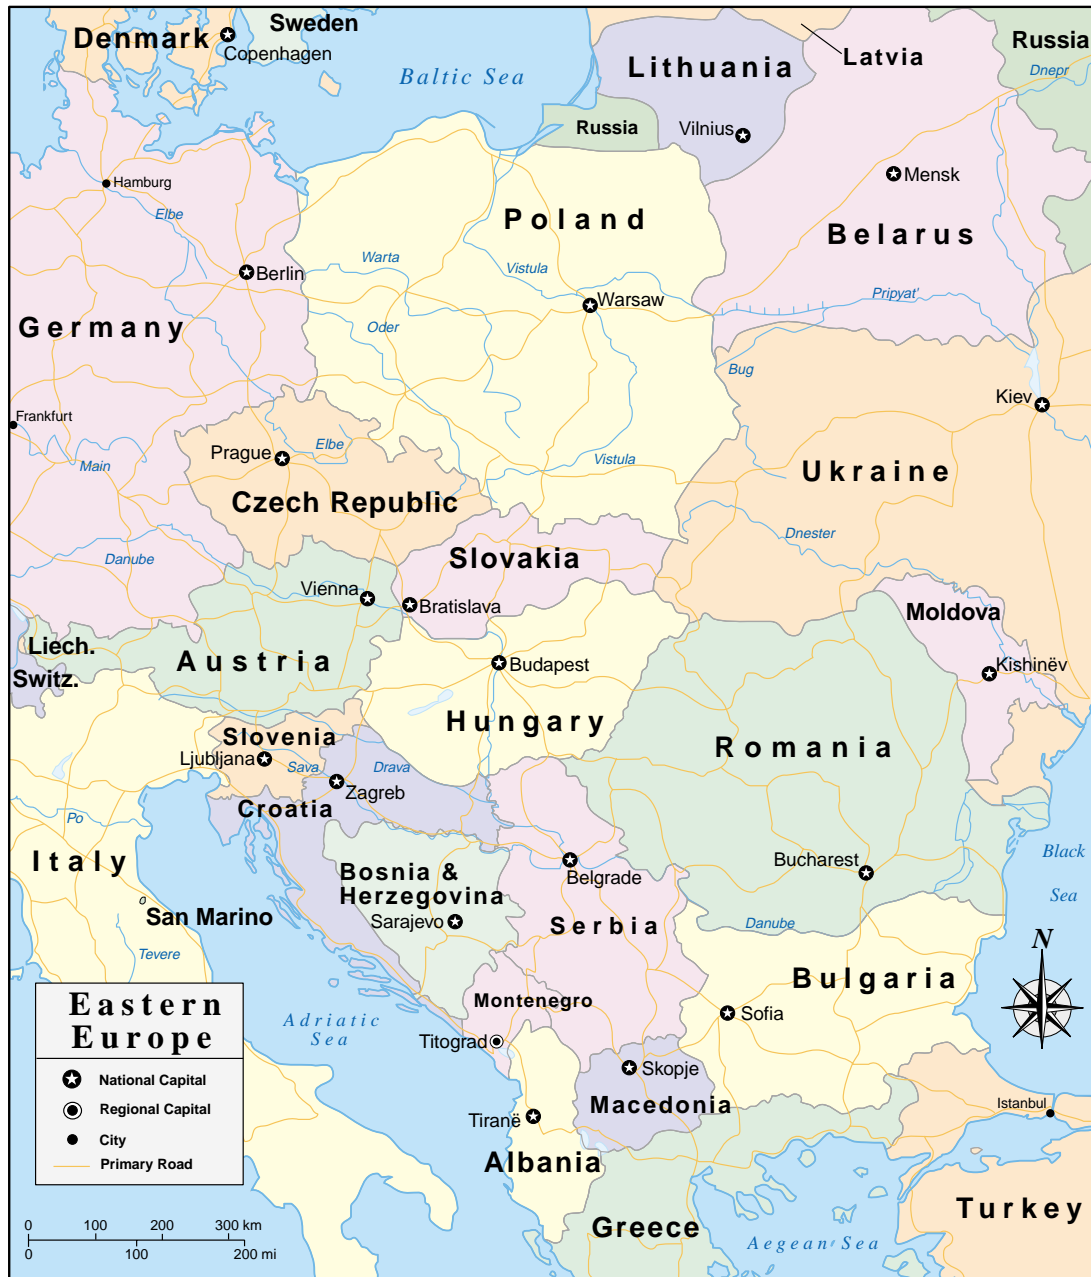 Denmark
Sweden
Copenhagen
Baltic Sea
Lithuania
Latvia
Russia
Dnepr
Russia
Vilnius
Mensk
Hamburg
Elbe
Poland
Belarus
Berlin
Warta
Vistula
Warsaw
Pripyat'
Germany
Oder
Bug
Kiev
Frankfurt
Prague
Elbe
Main
Vistula
Ukraine
Czech Republic
Dnester
Danube
Slovakia
Vienna
Bratislava
Moldova
Liech.
Switz.
Austria
Budapest
Kishinëv
Hungary
Slovenia
Romania
Ljubljana
Sava
Drava
Zagreb
Croatia
Po
Italy
Bosnia &
Herzegovina
Belgrade
Bucharest
Black
Sea
San Marino
Sarajevo
Serbia
Danube
Tevere
N
Bulgaria
Montenegro
Adriatic
Sea
Titograd
Sofia
Skopje
Macedonia
Tiranë
Istanbul
Albania
Turkey
Greece
Aegean Sea
Eastern
Europe
National Capital
Regional Capital
City
Primary Road
0 100 200 300 km
0 100 200 mi